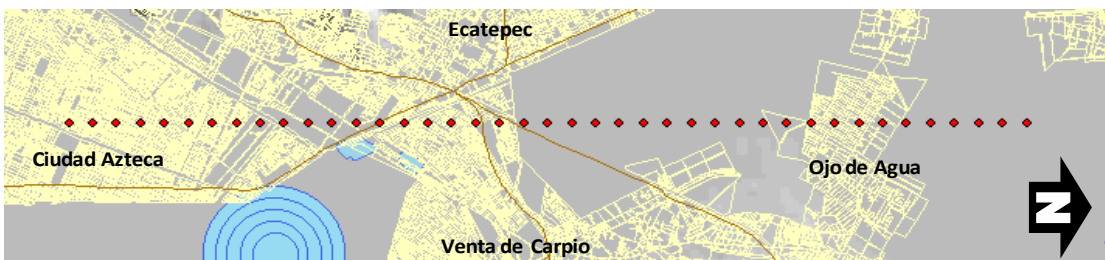 Ecatepec
Ciudad Azteca
Ojo de Agua
Venta de Carpio
N